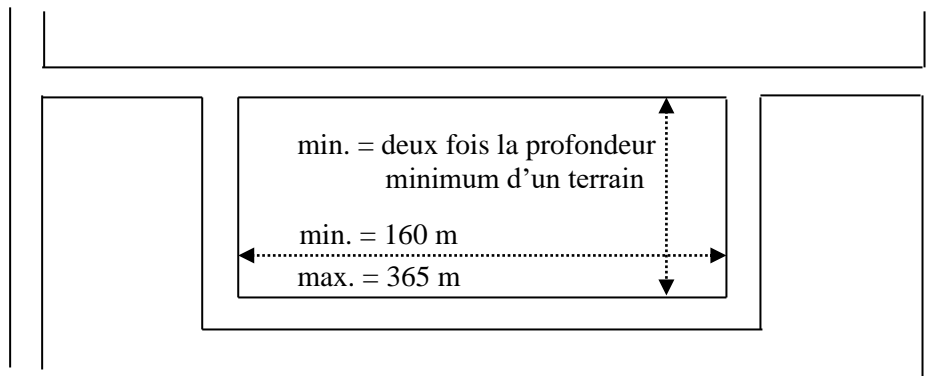 min. = deux fois la profondeur
minimum d’un terrain
min. = 160 m
max. = 365 m